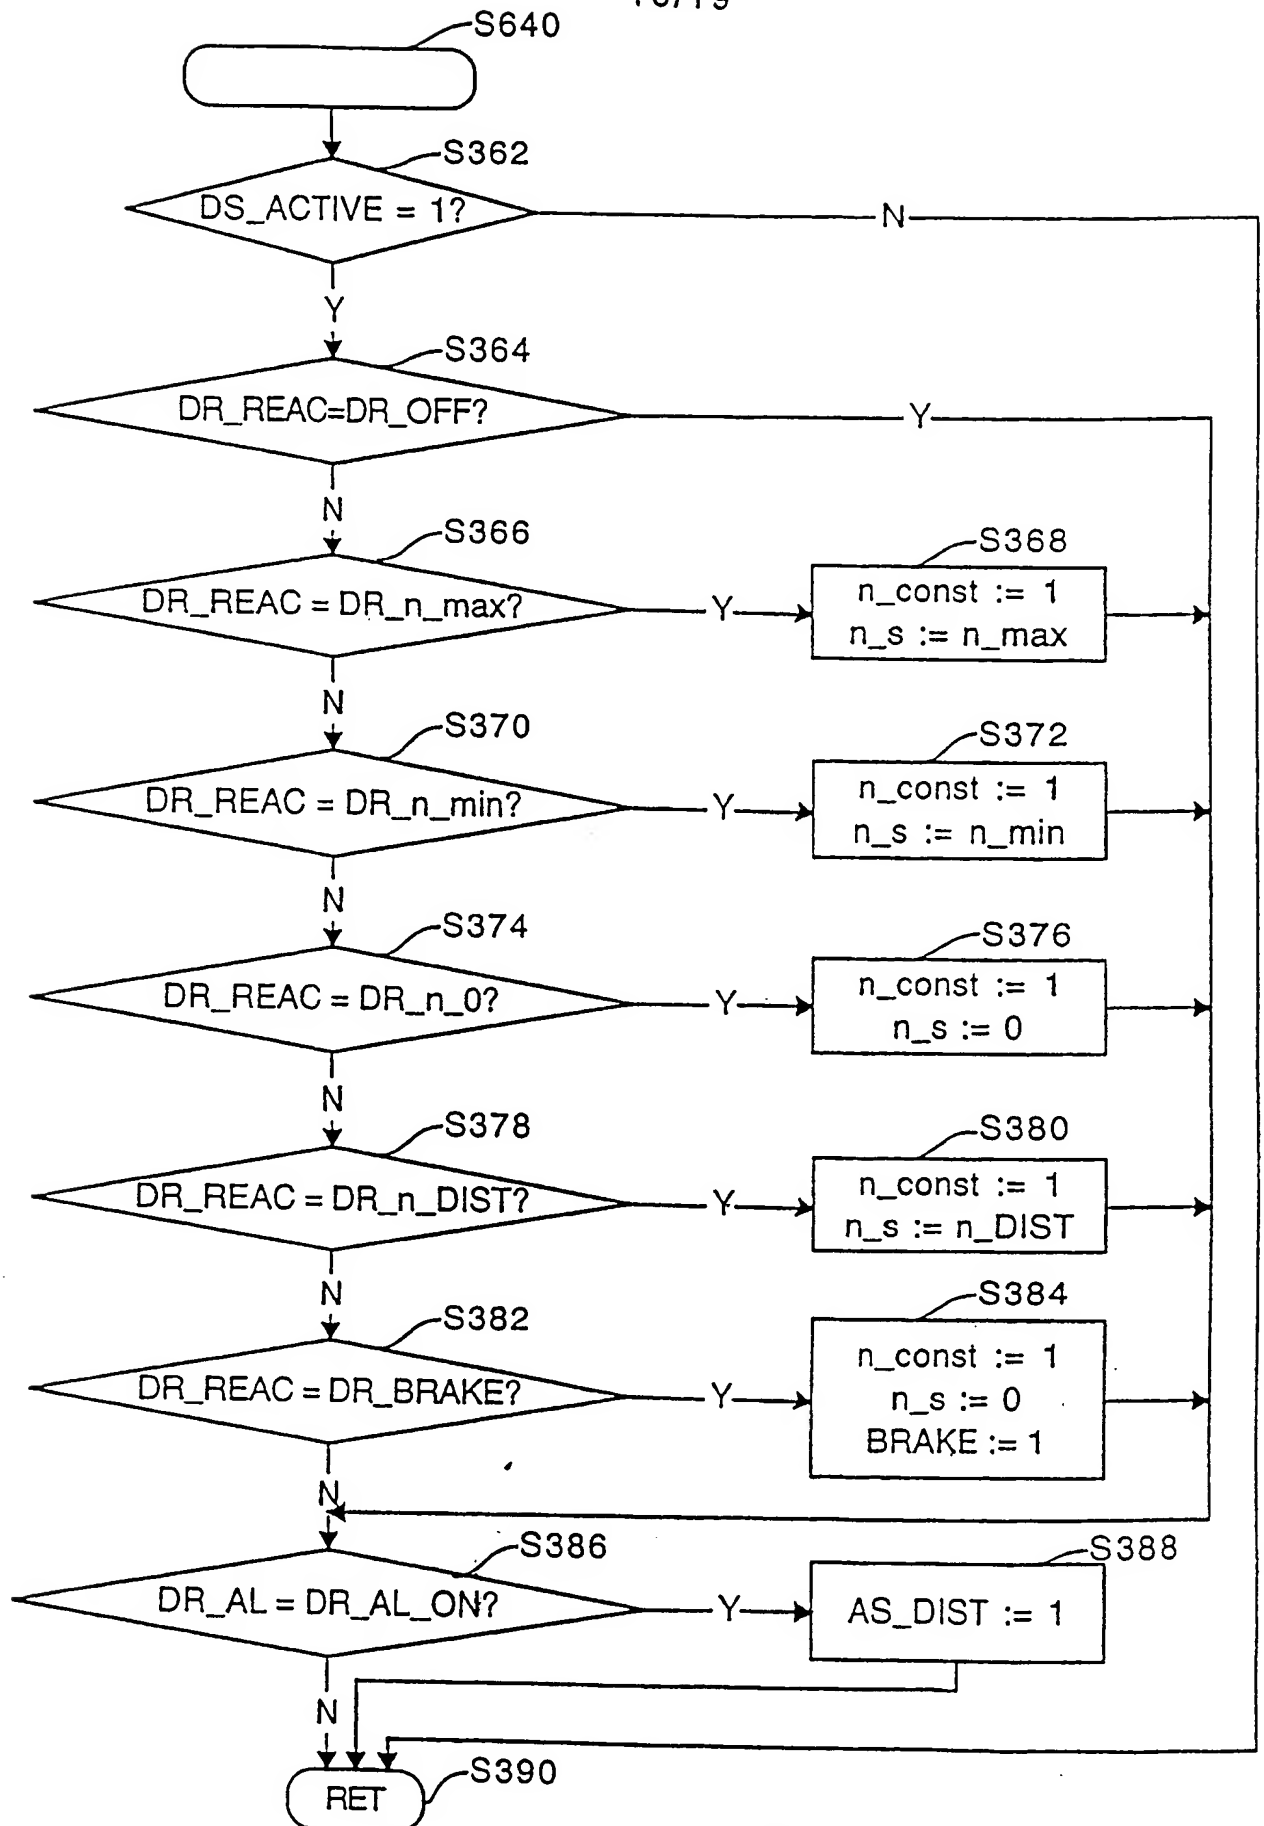 S640
S362
DS_ACTIVE = 1?
N
Y
S364
DR_REAC=DR_OFF?
Y
N
S366
DR_REAC = DR_n_max?
Y
S368
n_const := 1
n_s := n_max
N
S370
DR_REAC = DR_n_min?
Y
S372
n_const := 1
n_s := n_min
N
S374
DR_REAC = DR_n_0?
Y
S376
n_const := 1
n_s := 0
N
S378
DR_REAC = DR_n_DIST?
Y
S380
n_const := 1
n_s := n_DIST
N
S382
DR_REAC = DR_BRAKE?
Y
S384
n_const := 1
n_s := 0
BRAKE := 1
N
S386
DR_AL = DR_AL_ON?
Y
S388
AS_DIST := 1
N
S390
RET